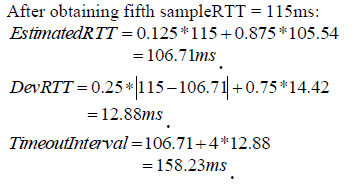 After obtaining fifth sampleRTT = 115ms:
EstimatedRTT = 0.125*115+0.875*105.54
= 106.71ms.
DevRTT = 0.25*|115−106.71|+0.75*14.42
= 12.88ms.
TimeoutInterval = 106.71+4*12.88
= 158.23ms.